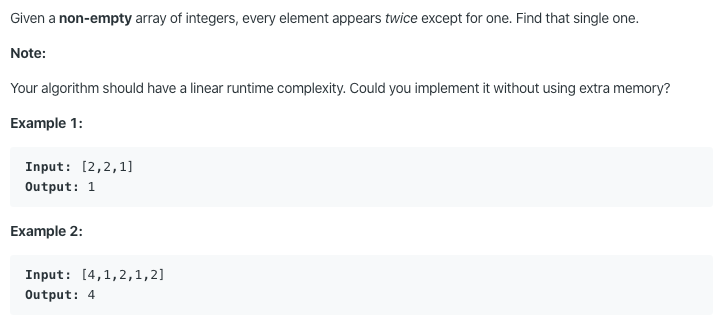 Given a non-empty array of integers, every element appears twice except for one. Find that single one.
Note:
Your algorithm should have a linear runtime complexity. Could you implement it without using extra memory?
Example 1:
Input: [2,2,1]
Output: 1
Example 2:
Input: [4,1,2,1,2]
Output: 4